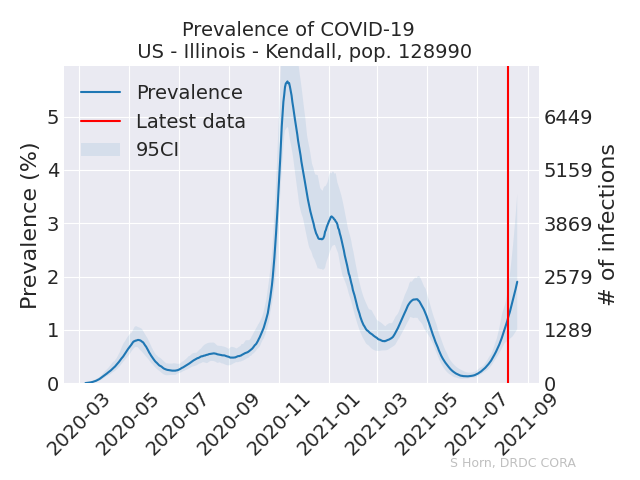 Prevalence of COVID-19
US - Illinois - Kendall, pop. 128990
Prevalence
Latest data
95CI
Prevalence (%)
5
4
3
2
1
0
# of infections
6449
5159
3869
2579
1289
0
2020-03
2020-05
2020-07
2020-09
2020-11
2021-01
2021-03
2021-05
2021-07
2021-09
S Horn, DRDC CORA